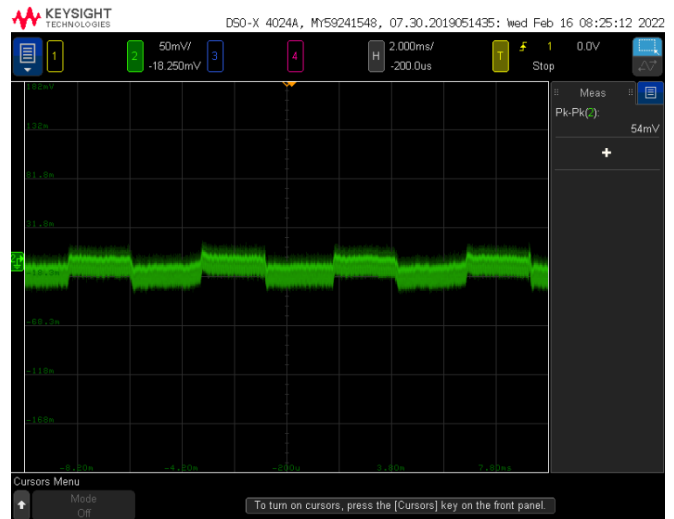 KEYSIGHT
TECHNOLOGIES
DSO-X 4024A, MY59241548, 07.30.2019051435: Wed Feb 16 08:25:12 2022
1
2
50mV/
-18.250mV
3
4
H
2.000ms/
-200.0us
T
1
0.0V
Stop
182mV
132m
81.8m
31.8m
-18.3m
-68.3m
-118m
-168m
-8.20m
-4.20m
-200u
3.80m
7.80ms
Meas
Pk-Pk(2):
54mV
+
Cursors Menu
Mode
Off
To turn on cursors, press the [Cursors] key on the front panel.